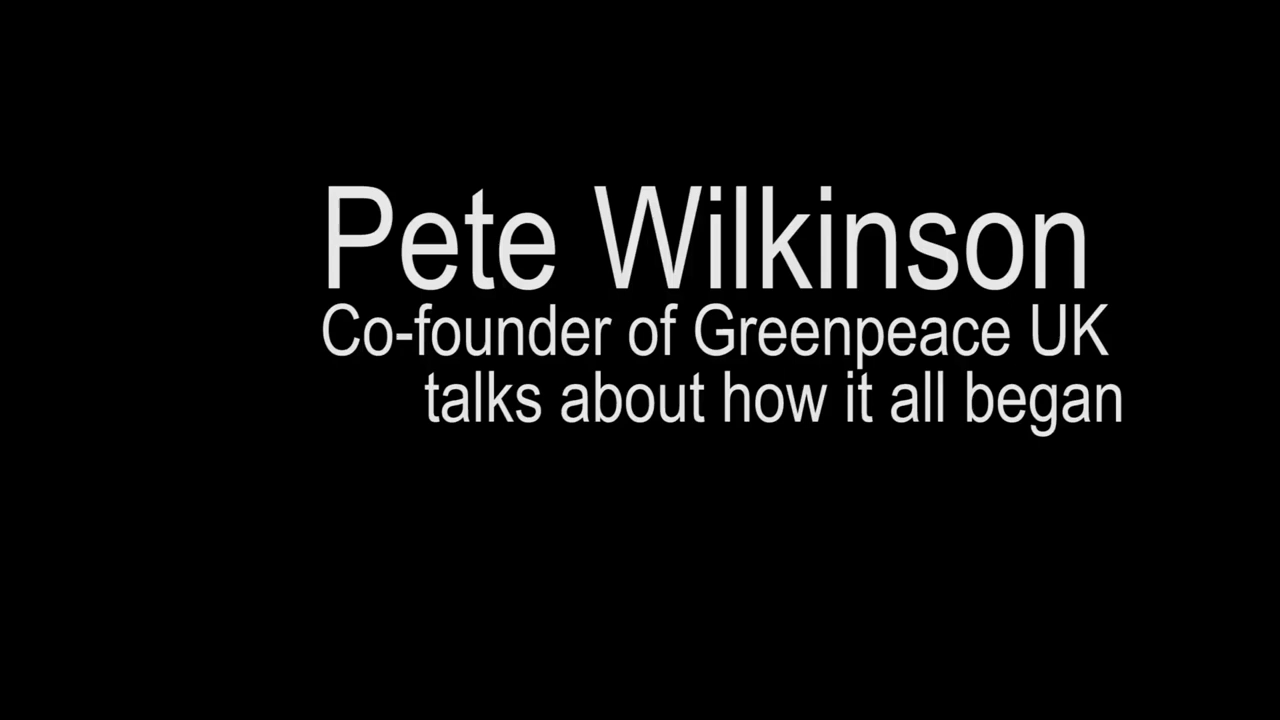 Pete Wilkinson
Co-founder of Greenpeace UK
talks about how it all began